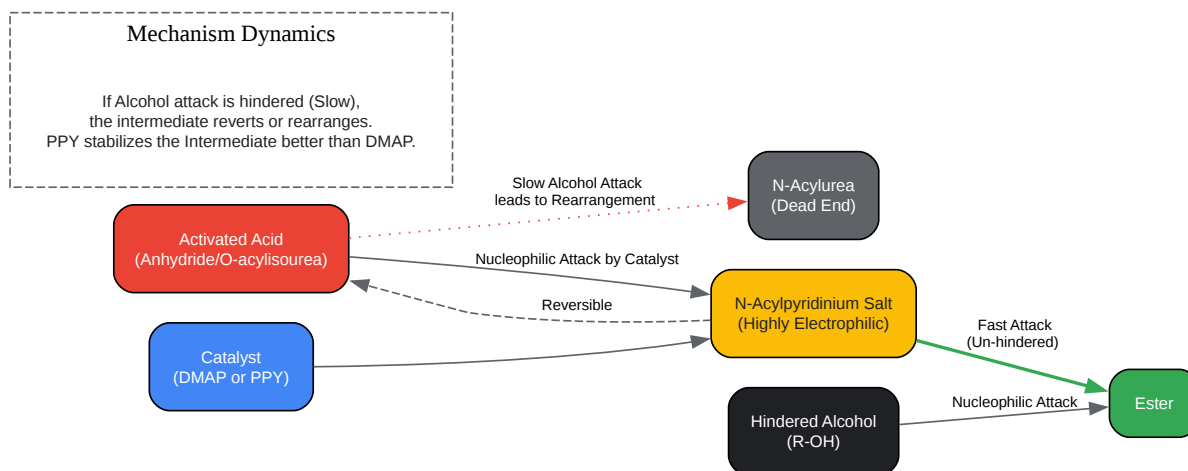 Mechanism Dynamics
If Alcohol attack is hindered (Slow),
the intermediate reverts or rearranges.
PPY stabilizes the Intermediate better than DMAP.
Slow Alcohol Attack
leads to Rearrangement
N-Acylurea
(Dead End)
Activated Acid
(Anhydride/O-acylisourea)
Nucleophilic Attack by Catalyst
Reversible
N-Acylpyridinium Salt
(Highly Electrophilic)
Fast Attack
(Un-hindered)
Catalyst
(DMAP or PPY)
Hindered Alcohol
(R-OH)
Nucleophilic Attack
Ester